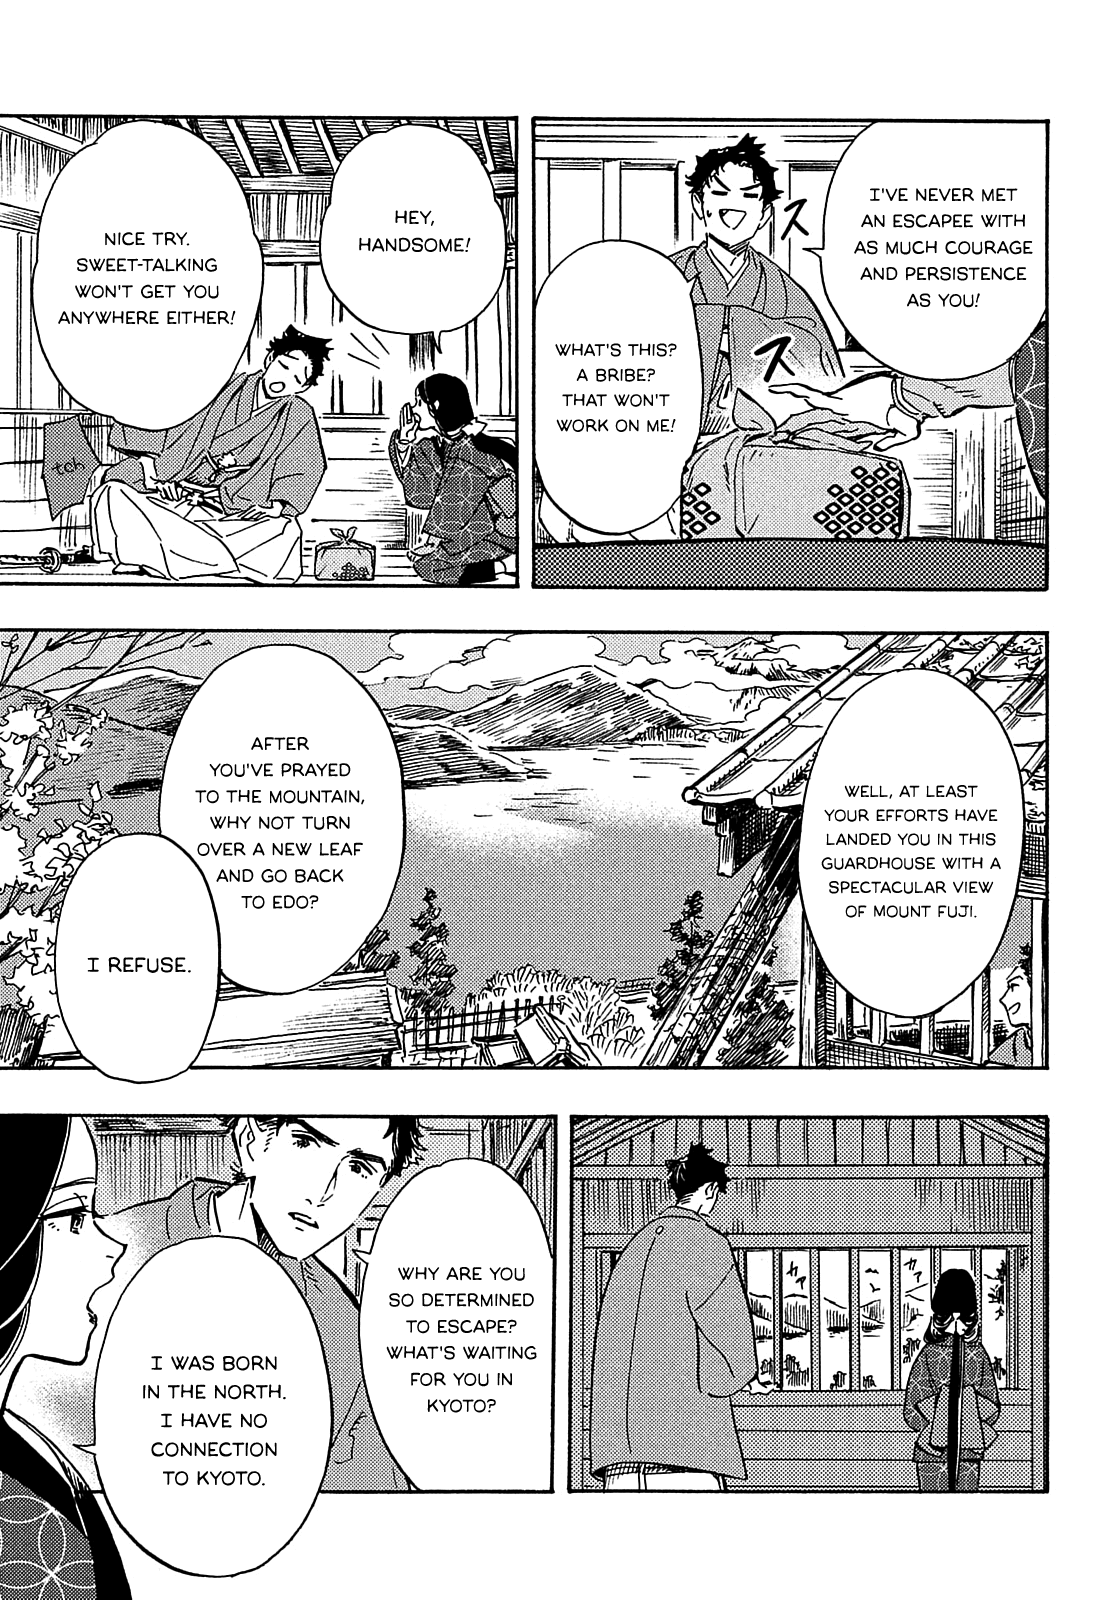 I'VE NEVER MET
AN ESCAPEE WITH
AS MUCH COURAGE
AND PERSISTENCE
AS YOU!
ス
ス
WHAT'S THIS?
A BRIBE?
THAT WON'T
WORK ON ME!
HEY,
HANDSOME!
NICE TRY.
SWEET-TALKING
WON'T GET YOU
ANYWHERE EITHER!
tch
WELL, AT LEAST
YOUR EFFORTS HAVE
LANDED YOU IN THIS
GUARDHOUSE WITH A
SPECTACULAR VIEW
OF MOUNT FUJI.
AFTER
YOU'VE PRAYED
TO THE MOUNTAIN,
WHY NOT TURN
OVER A NEW LEAF
AND GO BACK
TO EDO?
I REFUSE.
カァ
カァ
WHY ARE YOU
SO DETERMINED
TO ESCAPE?
WHAT'S WAITING
FOR YOU IN
KYOTO?
I WAS BORN
IN THE NORTH.
I HAVE NO
CONNECTION
TO KYOTO.